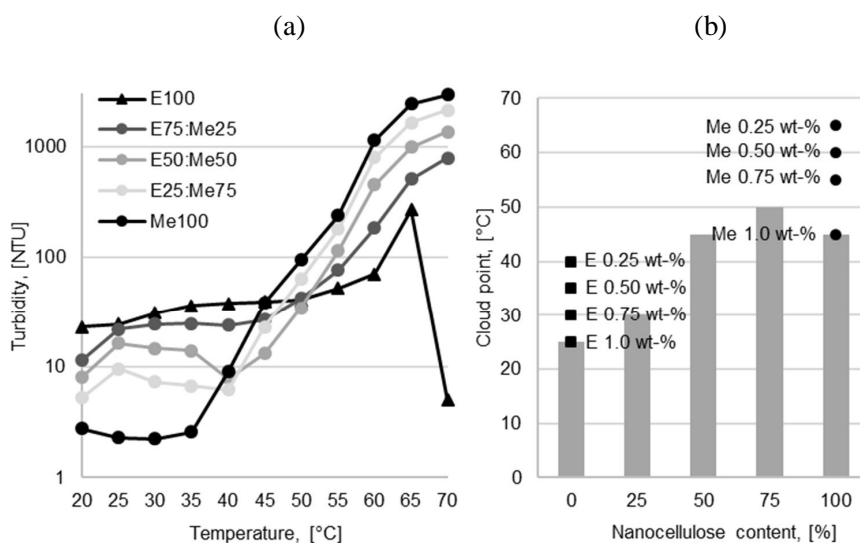 (a)
E100
E75:Me25
E50:Me50
E25:Me75
Me100
1000
100
10
1
Turbidity, [NTU]
20 25 30 35 40 45 50 55 60 65 70
Temperature, [°C]
(b)
70
60
50
40
30
20
10
0
Cloud point, [°C]
Me 0.25 wt-%
Me 0.50 wt-%
Me 0.75 wt-%
Me 1.0 wt-%
E 0.25 wt-%
E 0.50 wt-%
E 0.75 wt-%
E 1.0 wt-%
0 25 50 75 100
Nanocellulose content, [%]